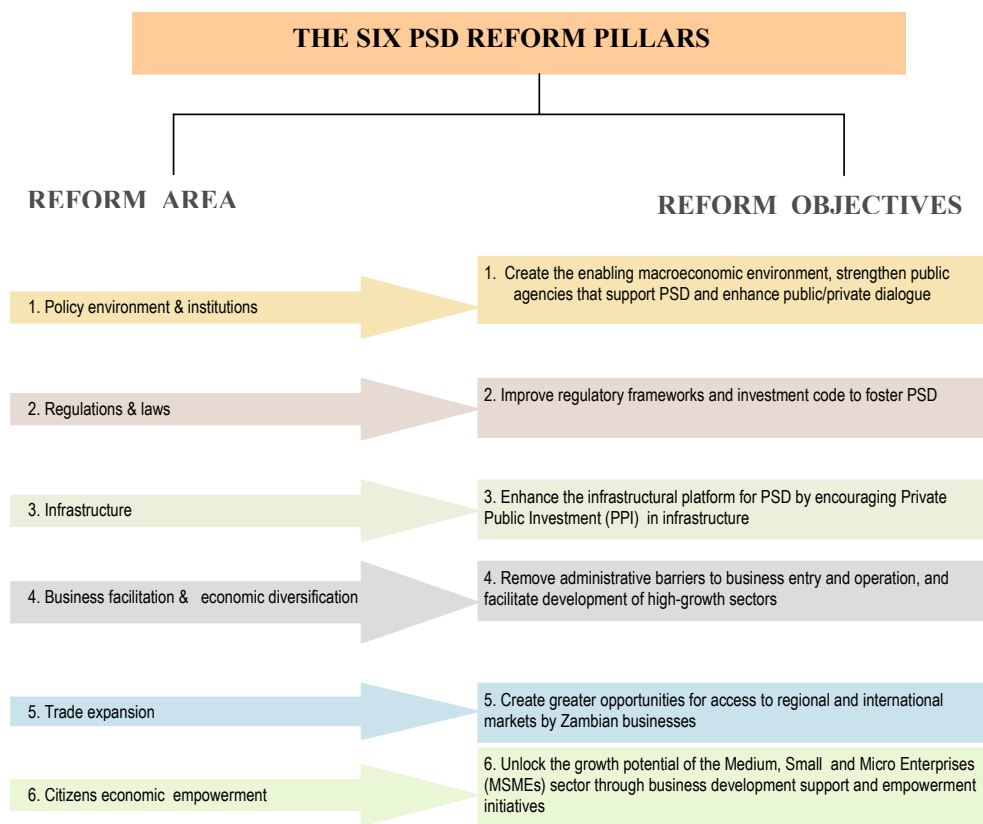 THE SIX PSD REFORM PILLARS
REFORM AREA
REFORM OBJECTIVES
1. Policy environment & institutions
1. Create the enabling macroeconomic environment, strengthen public
agencies that support PSD and enhance public/private dialogue
2. Regulations & laws
2. Improve regulatory frameworks and investment code to foster PSD
3. Infrastructure
3. Enhance the infrastructural platform for PSD by encouraging Private
Public Investment (PPI) in infrastructure
4. Business facilitation & economic diversification
4. Remove administrative barriers to business entry and operation, and
facilitate development of high-growth sectors
5. Trade expansion
5. Create greater opportunities for access to regional and international
markets by Zambian businesses
6. Citizens economic empowerment
6. Unlock the growth potential of the Medium, Small and Micro Enterprises
(MSMEs) sector through business development support and empowerment
initiatives